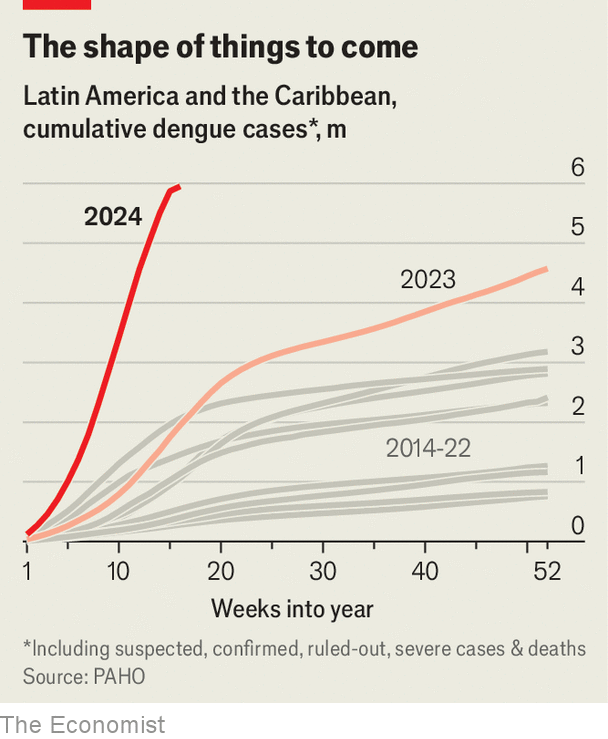 The shape of things to come
Latin America and the Caribbean,
cumulative dengue cases*, m
6
2024
5
2023
4
3
2
2014-22
1
0
1 10 20 30 40 52
Weeks into year
*Including suspected, confirmed, ruled-out, severe cases & deaths
Source: PAHO
The Economist